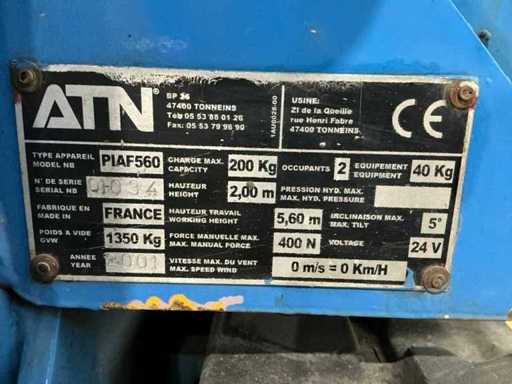 ATN®
BP 26
47400 TONNEINS
Tel: 05 53 88 01 26
Fax: 05 53 79 96 90
USINE:
ZI de la Queille
rue Henri Fabre
47400 TONNEINS
CE
TYPE APPAREIL PIAF560 CHARGE MAX. 200 Kg OCCUPANTS 2 EQUIPEMENT 40 Kg
MODEL NB CAPACITY EQUIPMENT
N° DE SERIE HAUTEUR 2,00 m PRESSION HYD. MAX.
SERIAL NB HEIGHT MAX. HYD. PRESSURE
FABRIQUE EN FRANCE HAUTEUR TRAVAIL 5,60 m INCLINAISON MAX. 5°
MADE IN WORKING HEIGHT MAX. TILT
POIDS A VIDE 1350 Kg FORCE MANUELLE MAX. 400 N VOLTAGE 24 V
GVW MAX. MANUAL FORCE
ANNEE 2001 VITESSE MAX. DU VENT 0 m/s = 0 Km/H
YEAR MAX. SPEED WIND